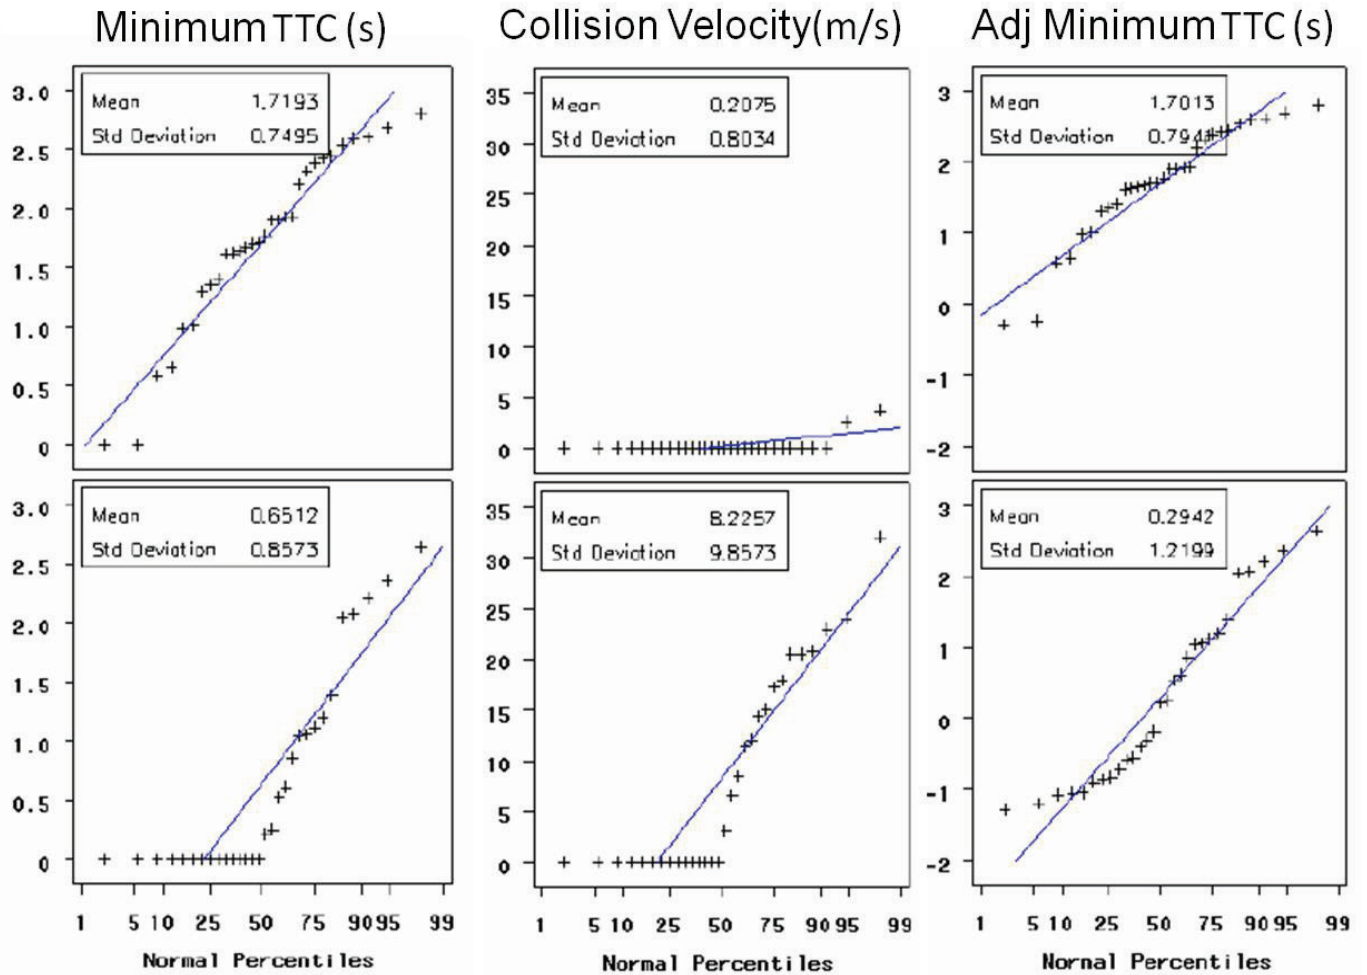 Minimum TTC (s)
Collision Velocity(m/s)
Adj Minimum TTC (s)
3.0
2.5
2.0
1.5
1.0
0.5
0
Mean 1.7193
Std Deviation 0.7495
35
30
25
20
15
10
5
0
Mean 0.2075
Std Deviation 0.8034
3
2
1
0
-1
-2
Mean 1.7013
Std Deviation
3.0
2.5
2.0
1.5
1.0
0.5
0
Mean 0.6512
Std Deviation 0.8573
35
30
25
20
15
10
5
0
Mean 8.2257
Std Deviation 9.8573
3
2
1
0
-1
-2
Mean 0.2942
Std Deviation 1.2199
1 5 10 25 50 75 90 95 99
1 5 10 25 50 75 90 95 99
1 5 10 25 50 75 90 95 99
Normal Percentiles
Normal Percentiles
Normal Percentiles